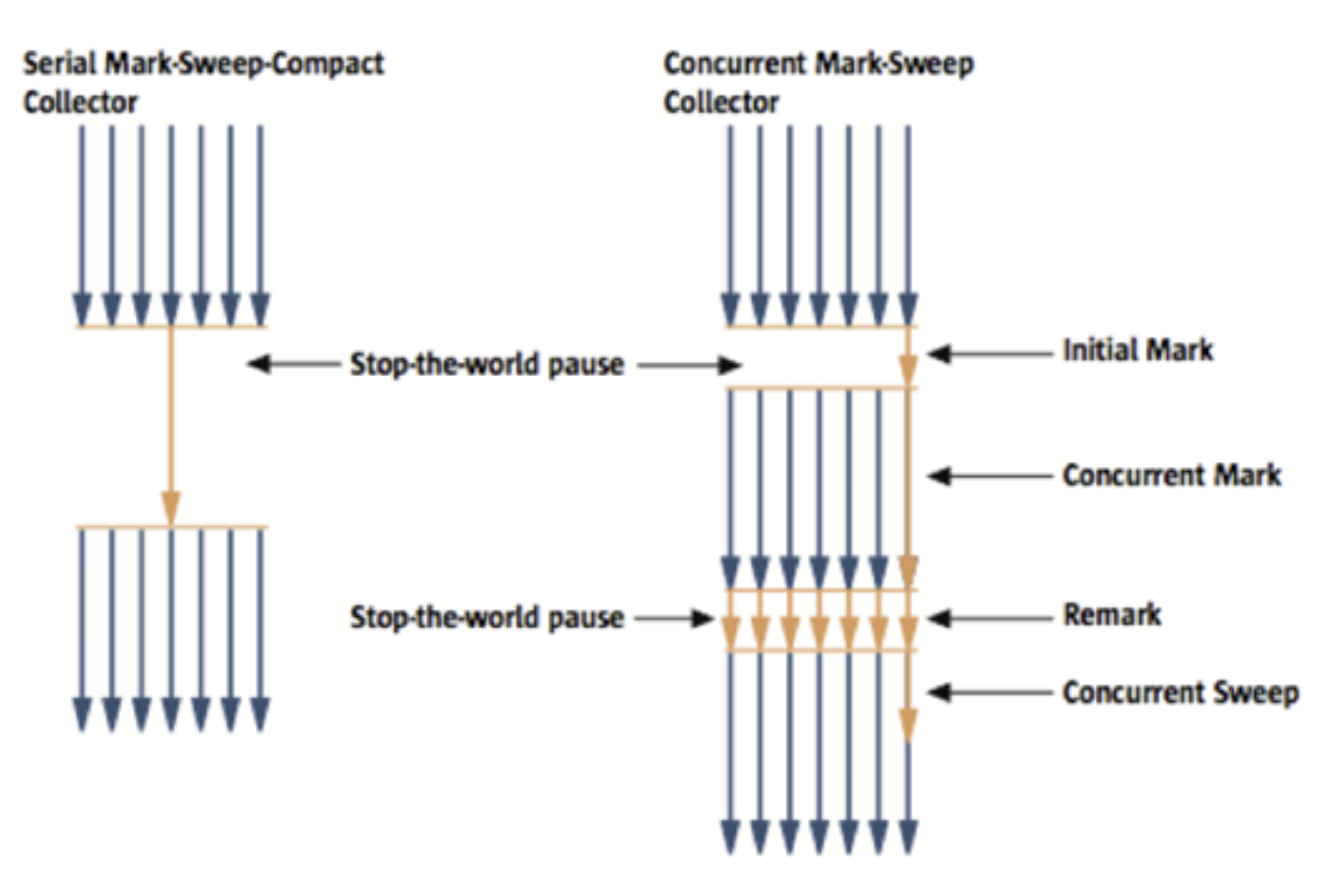 Serial Mark-Sweep-Compact
Collector
Concurrent Mark-Sweep
Collector
Stop-the-world pause
Initial Mark
Concurrent Mark
Stop-the-world pause
Remark
Concurrent Sweep